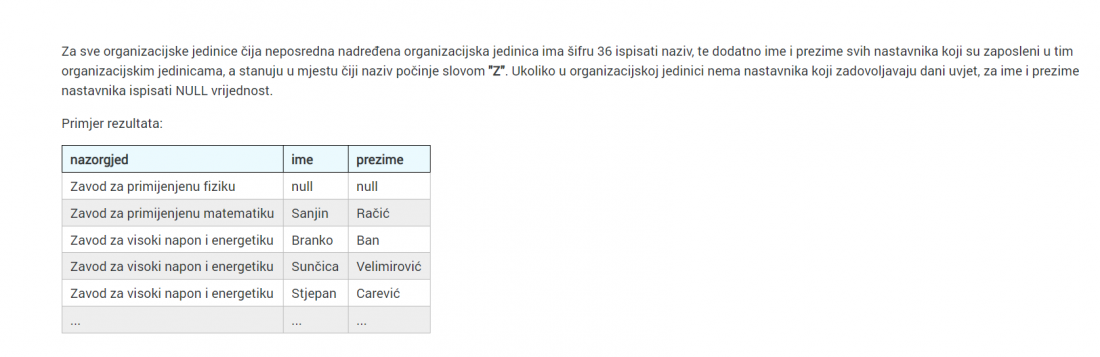 Za sve organizacijske jedinice čija neposredna nadređena organizacijska jedinica ima šifru 36 ispisati naziv, te dodatno ime i prezime svih nastavnika koji su zaposleni u tim
organizacijskim jedinicama, a stanuju u mjestu čiji naziv počinje slovom "Z". Ukoliko u organizacijskoj jedinici nema nastavnika koji zadovoljavaju dani uvjet, za ime i prezime
nastavnika ispisati NULL vrijednost.
Primjer rezultata:
nazorgjed ime prezime
Zavod za primijenjenu fiziku null null
Zavod za primijenjenu matematiku Sanjin Račić
Zavod za visoki napon i energetiku Branko Ban
Zavod za visoki napon i energetiku Sunčica Velimirović
Zavod za visoki napon i energetiku Stjepan Carević
... ... ...